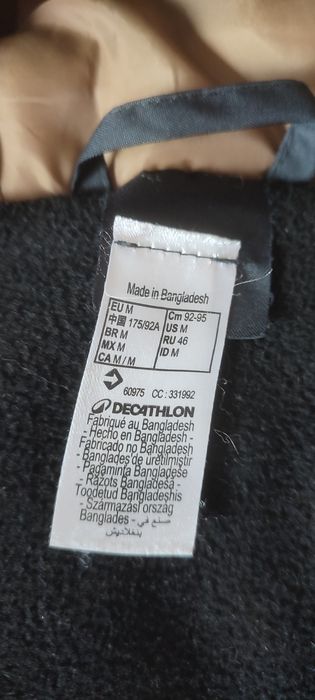 Made in Bangladesh
EU M
中国 175/92A
BR M
MX M
CA M / M
Cm 92-95
US M
RU 46
ID M
60975 CC : 331992
DECATHLON
Fabriqué au Bangladesh
- Hecho en Bangladesh -
Fabricado no Bangladesh
- Banglades de üretilmiştir
- Pagaminta Bangladeše
- Ražots Bangladešā -
Toodetud Bangladeshis
- Származási ország
Banglades - صنع في
بنغلاديش